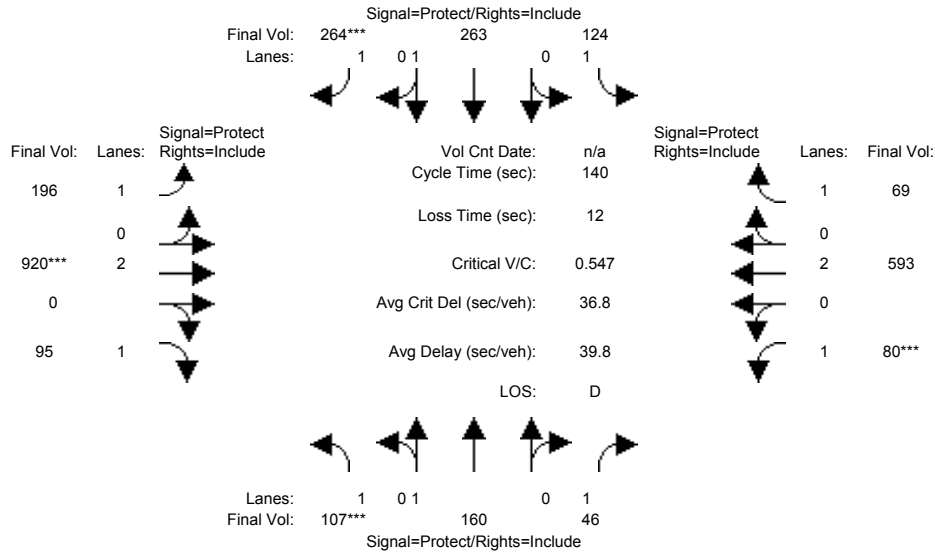 Signal=Protect/Rights=Include
Final Vol: 264*** 263 124
Lanes: 1 0 1 0 1
Signal=Protect
Final Vol: Lanes: Rights=Include
Vol Cnt Date: n/a
Signal=Protect
Rights=Include Lanes: Final Vol:
Cycle Time (sec): 140
196 1
1 69
Loss Time (sec): 12
0
0
920*** 2
Critical V/C: 0.547
2 593
0
Avg Crit Del (sec/veh): 36.8
0
95 1
Avg Delay (sec/veh): 39.8
1 80***
LOS: D
Lanes: 1 0 1 0 1
Final Vol: 107*** 160 46
Signal=Protect/Rights=Include